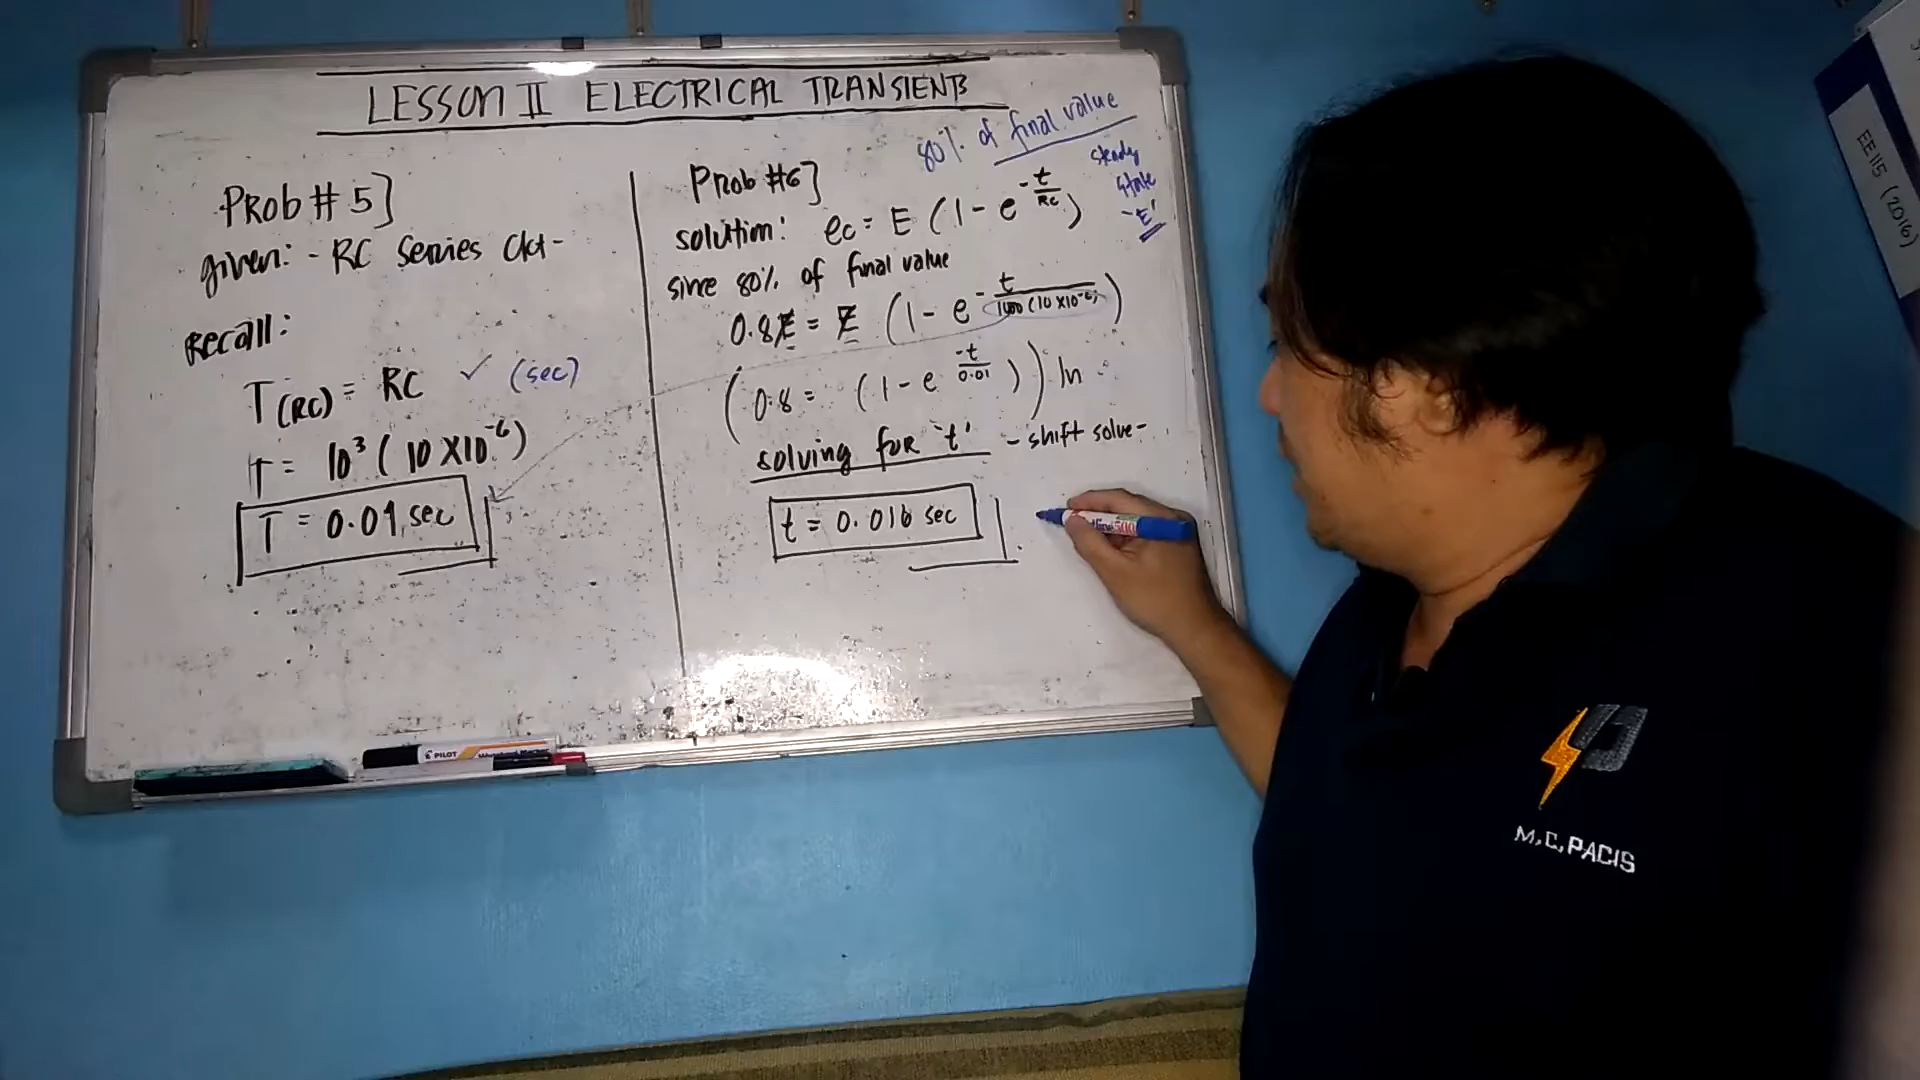 LESSON II ELECTRICAL TRANSIENTS
PROB # 5]
given: - RC Series Ckt -
Recall:
T(RC) = RC ✓ (sec)
T = 10³ ( 10 X10⁻⁶)
T = 0.01 sec
80% of final value
steady
state
- E'
Prob #6]
solution: ec = E (1 - e^-t/RC)
since 80% of final value
0.8E = E (1 - e^-t/1000(10X10⁻⁶))
(0.8 = (1 - e^-t/0.01)) ln
solving for 't' - shift solve -
t = 0.016 sec
PILOT
M.C.PACIS
EE115 (2016)